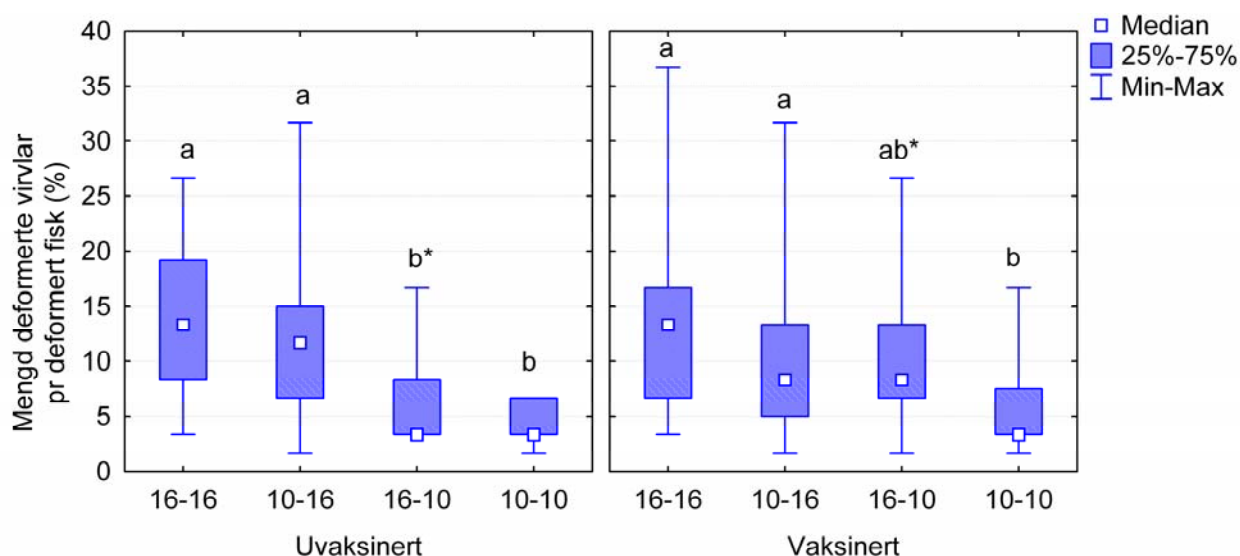 Mengd deformerte virvlar
pr deformert fisk (%)
40
35
30
25
20
15
10
5
0
a
a
b*
b
a
a
ab*
b
16-16
10-16
16-10
10-10
16-16
10-16
16-10
10-10
Uvaksinert
Vaksinert
Median
25%-75%
Min-Max